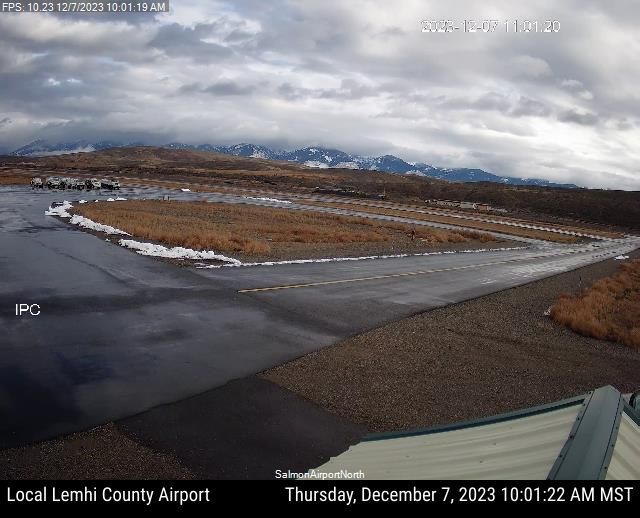 FPS: 10.23 12/7/2023 10:01:19 AM
2023-12-07 11:01:20
IPC
SalmonAirportNorth
Local Lemhi County Airport
Thursday, December 7, 2023 10:01:22 AM MST